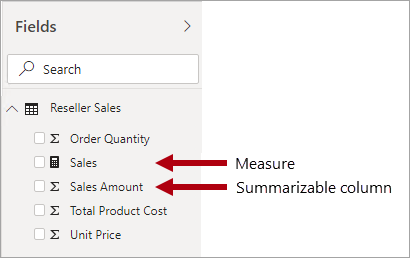 Fields
Search
Reseller Sales
Σ Order Quantity
Sales
Measure
Σ Sales Amount
Summarizable column
Σ Total Product Cost
Σ Unit Price